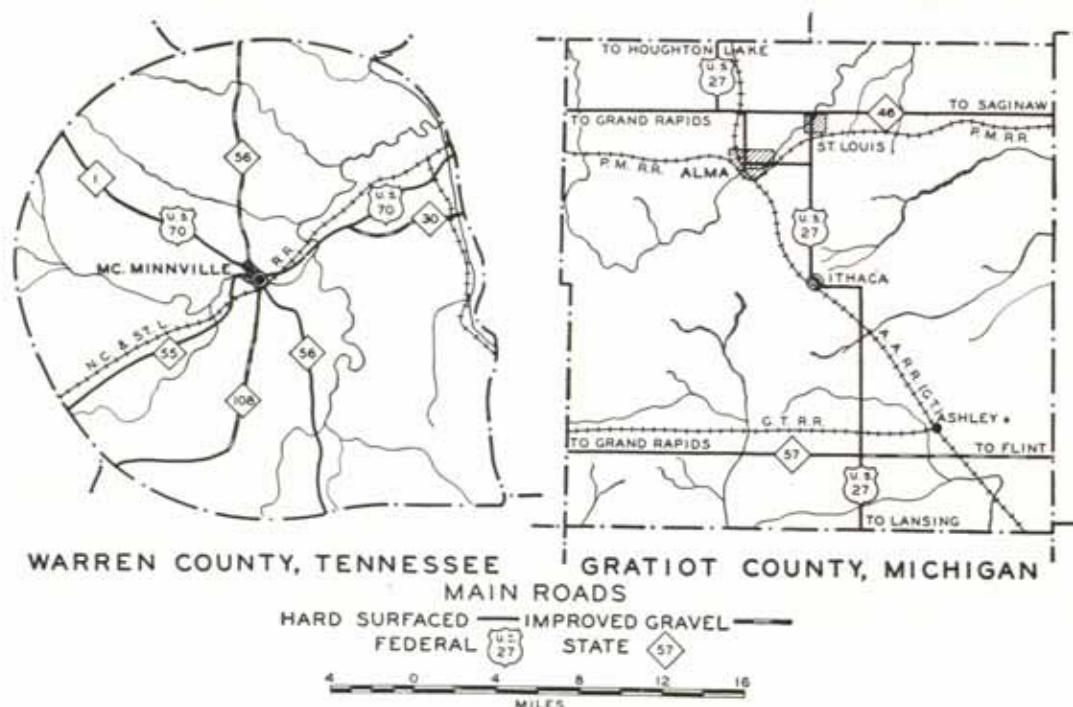 56
1
U.S.
70
U.S.
70
30
MC. MINNVILLE
R.R.
N.C. & ST. L.
55
56
108
TO HOUGHTON LAKE
U.S.
27
46
TO SAGINAW
TO GRAND RAPIDS
P.M. RR.
ST. LOUIS
P.M. RR.
ALMA
U.S.
27
ITHACA
A.A.R.R. (G.T.)
ASHLEY
G.T. R.R.
TO GRAND RAPIDS
57
TO FLINT
U.S.
27
TO LANSING
WARREN COUNTY, TENNESSEE
GRATIOT COUNTY, MICHIGAN
MAIN ROADS
HARD SURFACED IMPROVED GRAVEL
FEDERAL U.S. 27 STATE 57
4 0 4 8 12 16
MILES